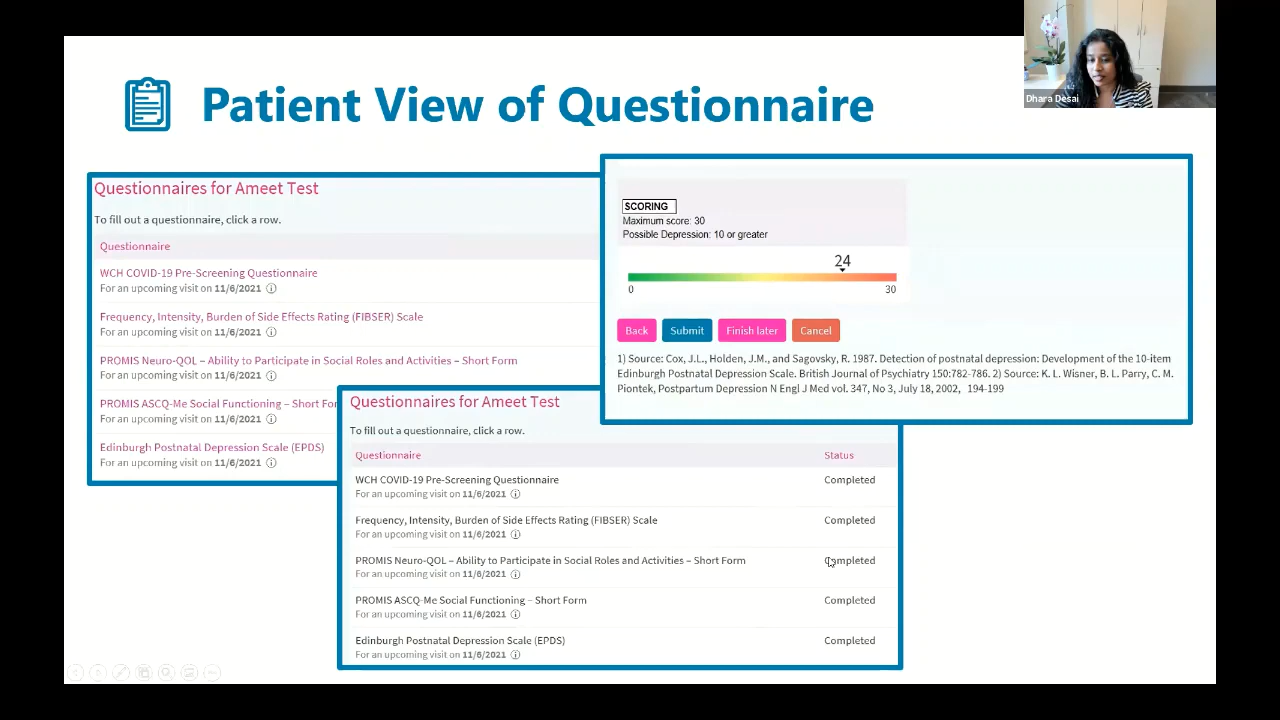 Patient View of Questionnaire
Dhara Desai
Questionnaires for Ameet Test
To fill out a questionnaire, click a row.
Questionnaire
WCH COVID-19 Pre-Screening Questionnaire
For an upcoming visit on 11/6/2021
Frequency, Intensity, Burden of Side Effects Rating (FIBSER) Scale
For an upcoming visit on 11/6/2021
PROMIS Neuro-QOL – Ability to Participate in Social Roles and Activities – Short Form
For an upcoming visit on 11/6/2021
PROMIS ASCQ-Me Social Functioning – Short For
For an upcoming visit on 11/6/2021
Edinburgh Postnatal Depression Scale (EPDS)
For an upcoming visit on 11/6/2021
SCORING
Maximum score: 30
Possible Depression: 10 or greater
24
0 30
Back Submit Finish later Cancel
1) Source: Cox, J.L., Holden, J.M., and Sagovsky, R. 1987. Detection of postnatal depression: Development of the 10-item
Edinburgh Postnatal Depression Scale. British Journal of Psychiatry 150:782-786. 2) Source: K. L. Wisner, B. L. Parry, C. M.
Piontek, Postpartum Depression N Engl J Med vol. 347, No 3, July 18, 2002, 194-199
Questionnaires for Ameet Test
To fill out a questionnaire, click a row.
Questionnaire Status
WCH COVID-19 Pre-Screening Questionnaire Completed
For an upcoming visit on 11/6/2021
Frequency, Intensity, Burden of Side Effects Rating (FIBSER) Scale Completed
For an upcoming visit on 11/6/2021
PROMIS Neuro-QOL – Ability to Participate in Social Roles and Activities – Short Form Completed
For an upcoming visit on 11/6/2021
PROMIS ASCQ-Me Social Functioning – Short Form Completed
For an upcoming visit on 11/6/2021
Edinburgh Postnatal Depression Scale (EPDS) Completed
For an upcoming visit on 11/6/2021